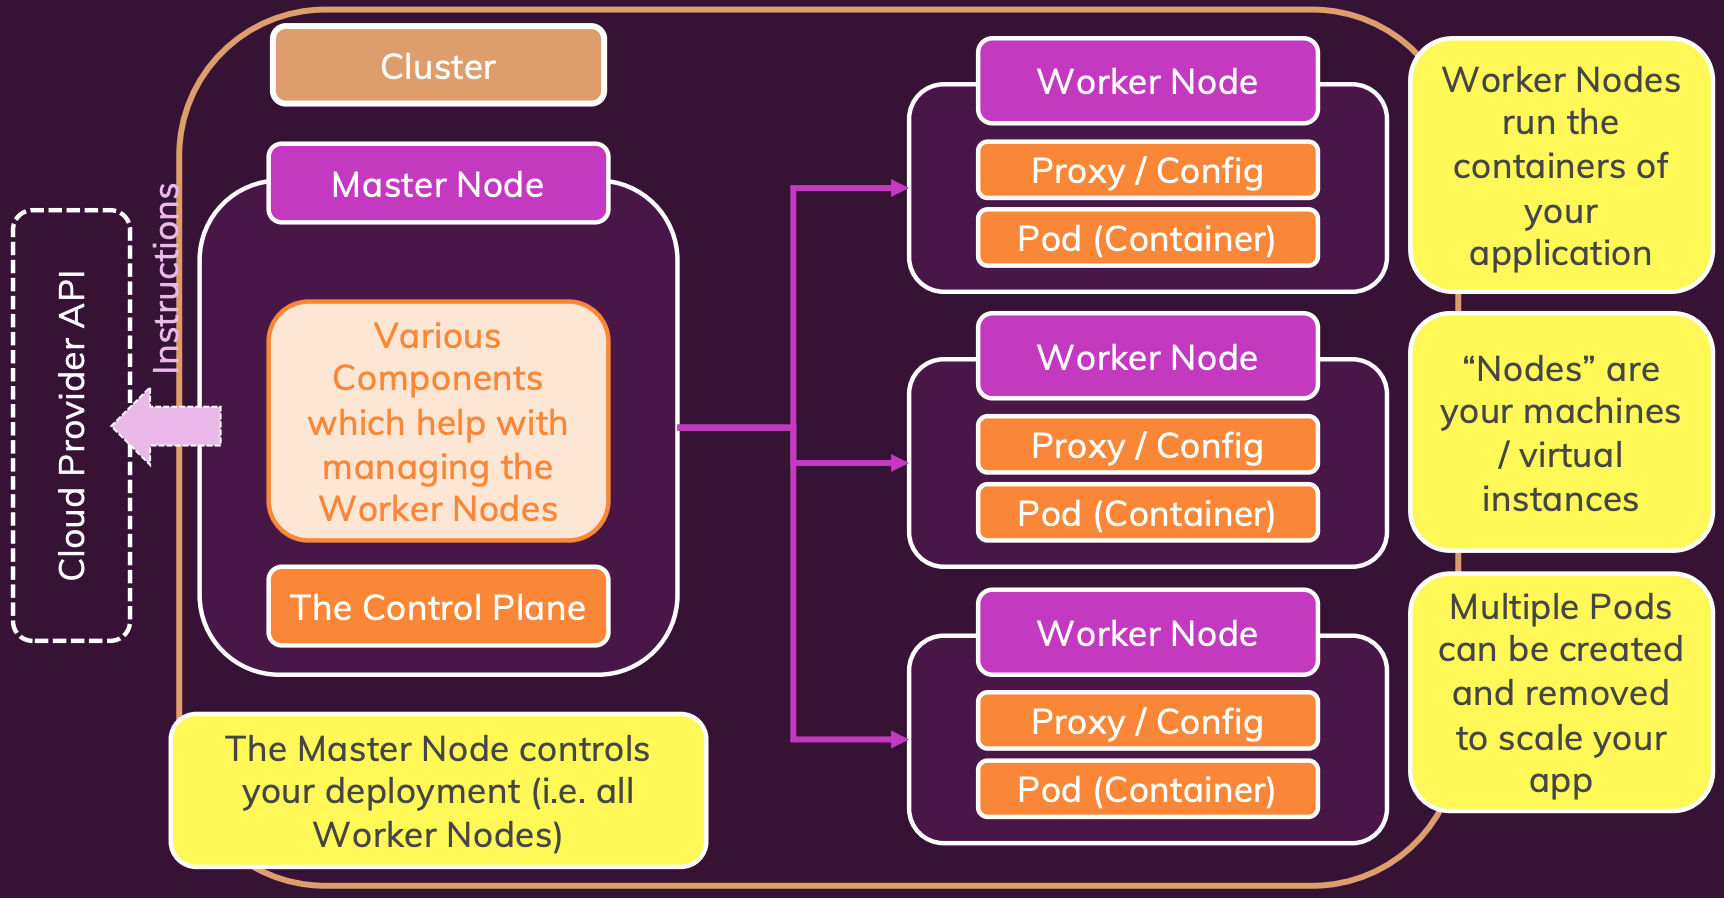 Cluster
Master Node
Instructions
Cloud Provider API
Various
Components
which help with
managing the
Worker Nodes
The Control Plane
The Master Node controls
your deployment (i.e. all
Worker Nodes)
Worker Node
Proxy / Config
Pod (Container)
Worker Node
Proxy / Config
Pod (Container)
Worker Node
Proxy / Config
Pod (Container)
Worker Nodes
run the
containers of
your
application
“Nodes” are
your machines
/ virtual
instances
Multiple Pods
can be created
and removed
to scale your
app